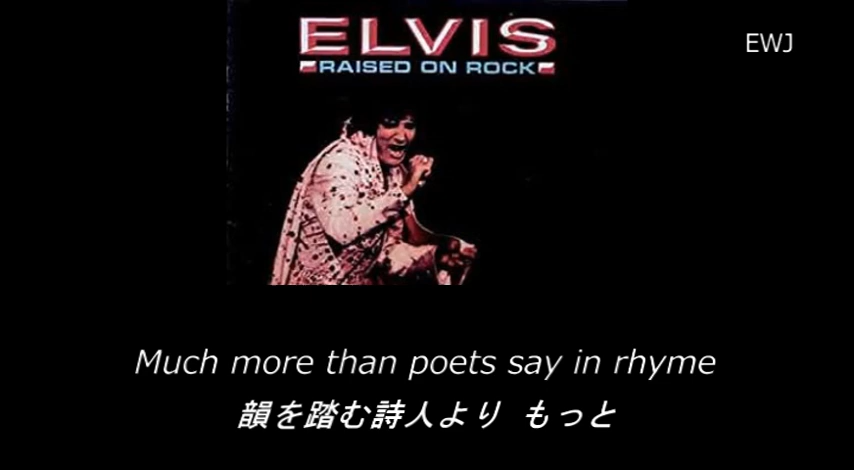 ELVIS
RAISED ON ROCK
EWJ
Much more than poets say in rhyme
韻を踏む詩人より もっと